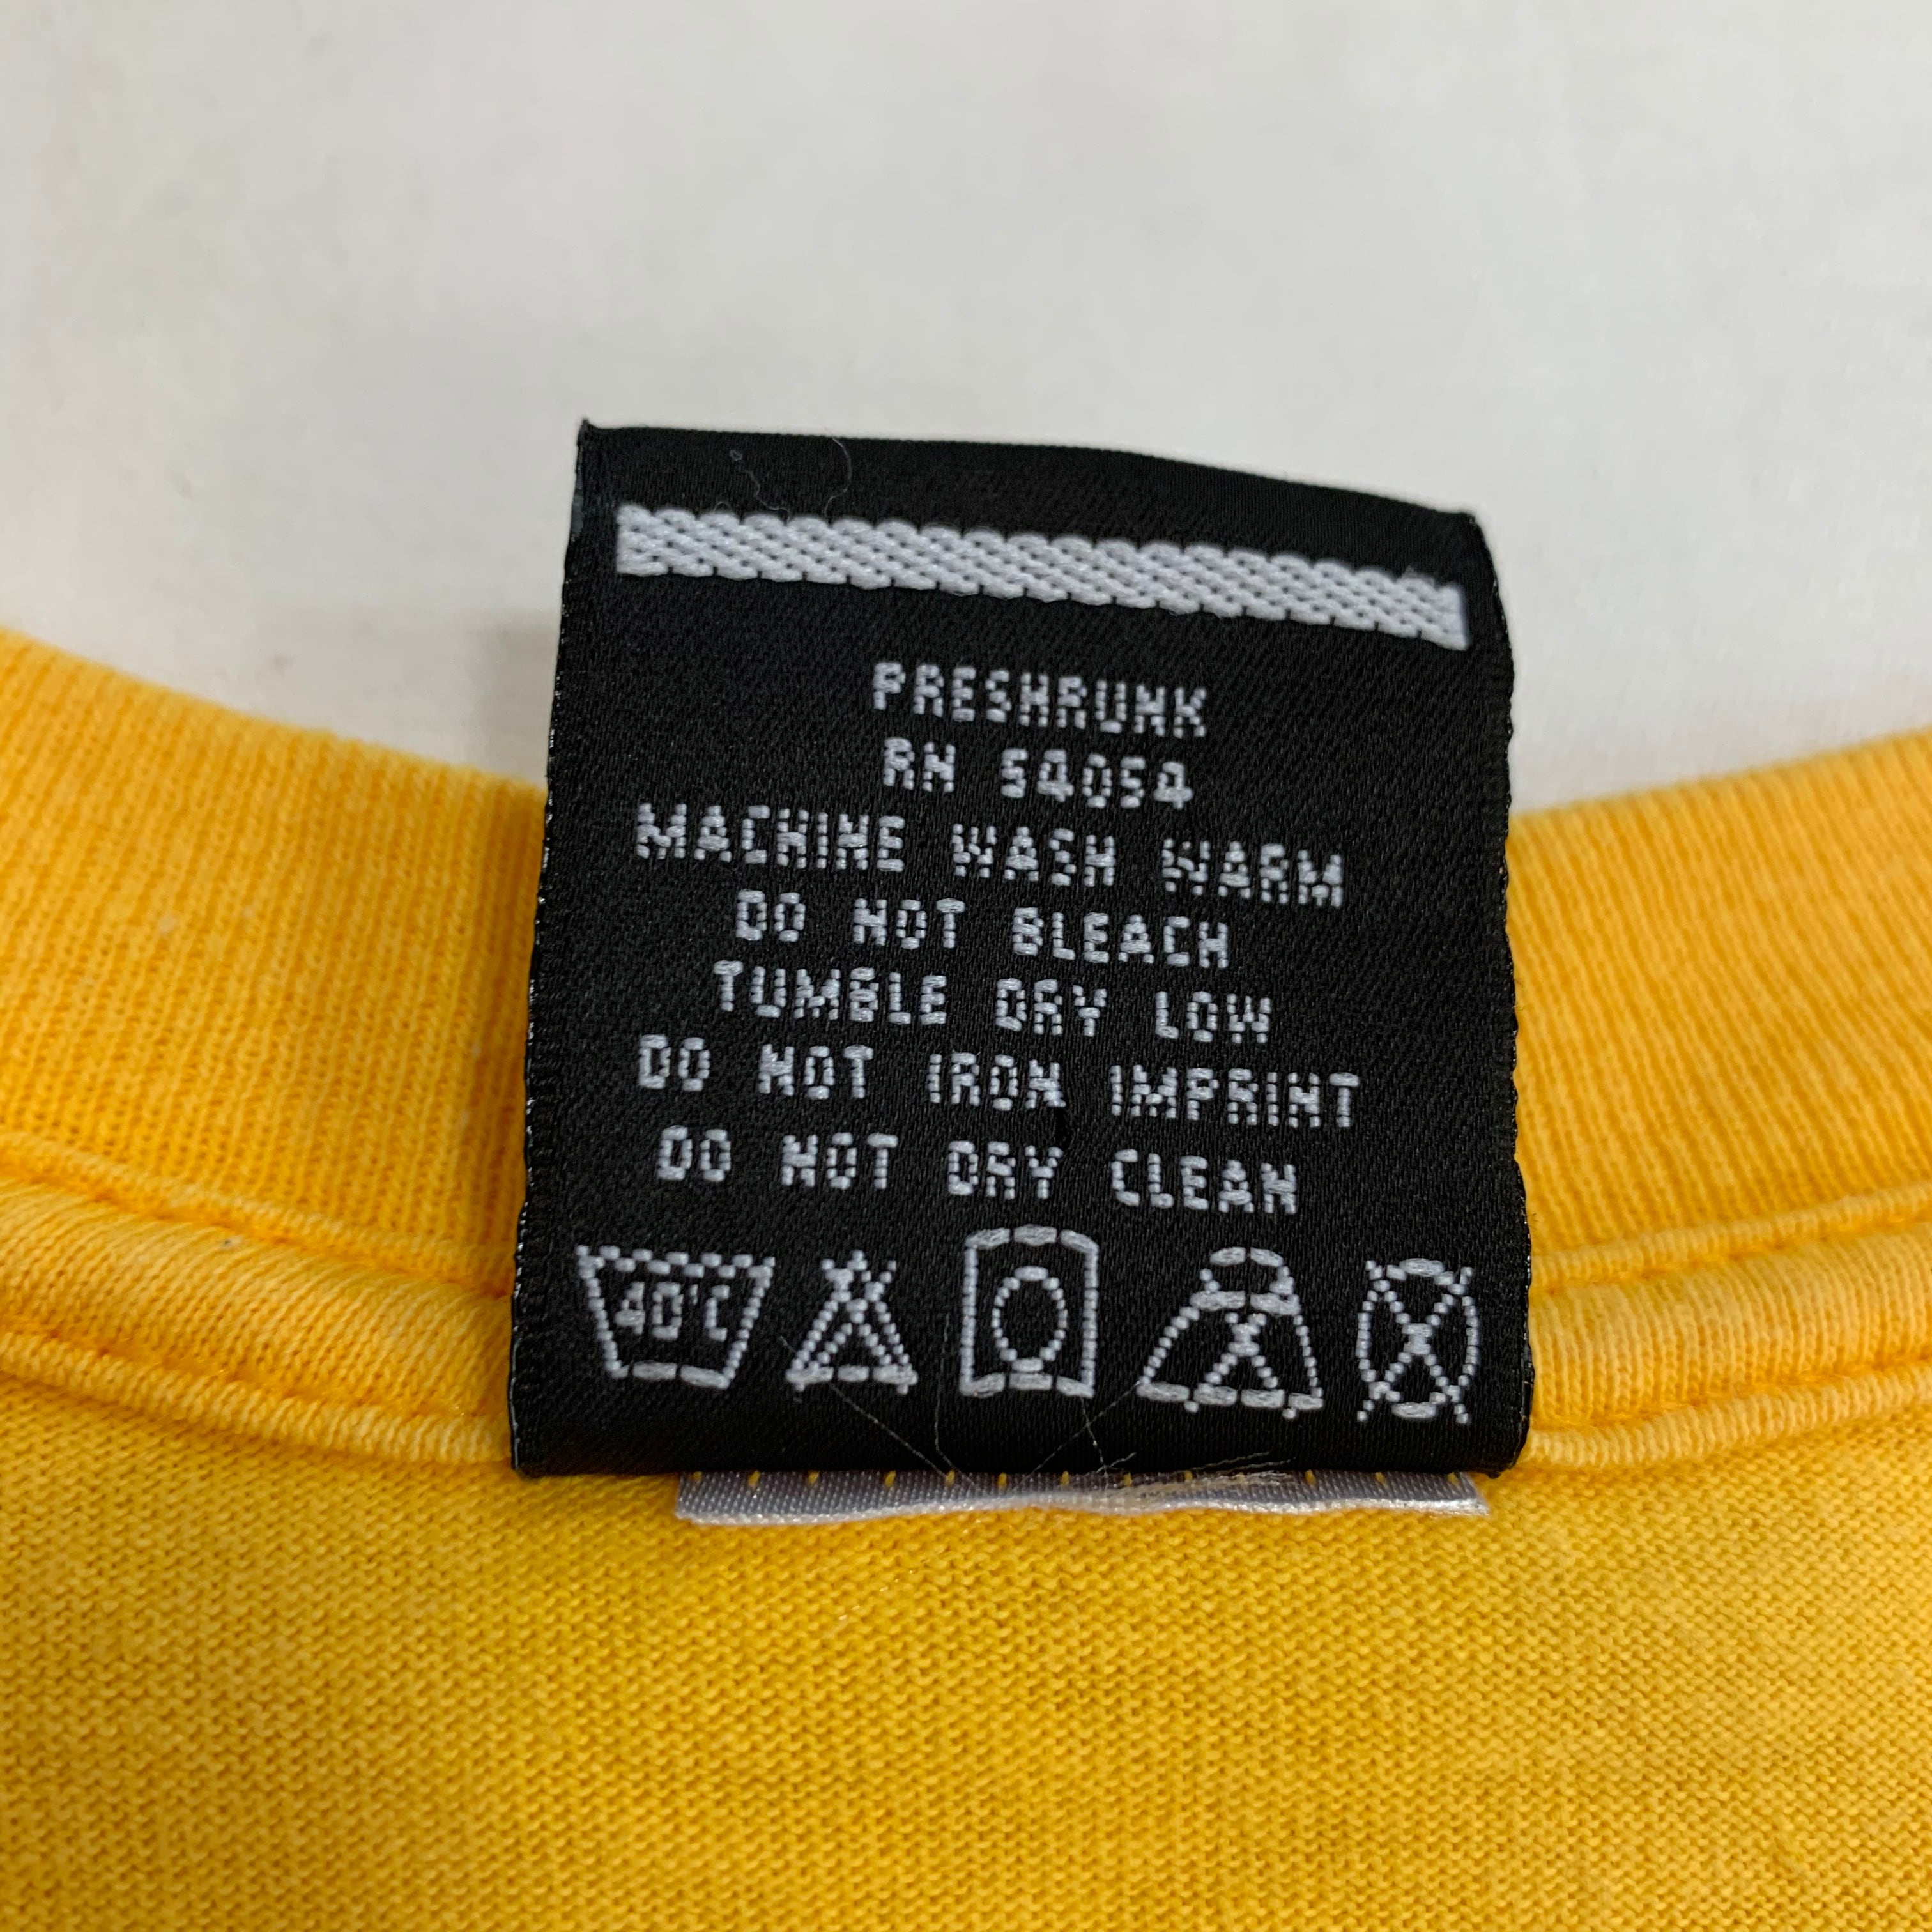 PRESHRUNK
RN 54054
MACHINE WASH WARM
DO NOT BLEACH
TUMBLE DRY LOW
DO NOT IRON IMPRINT
DO NOT DRY CLEAN
40°C